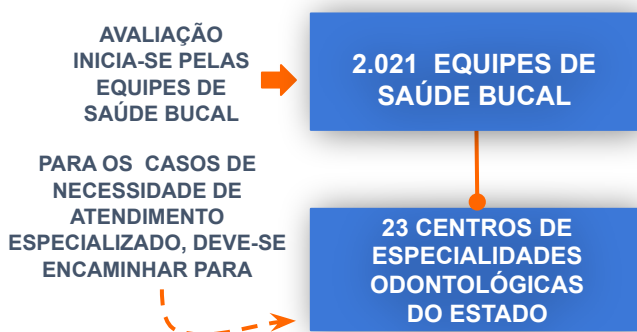 AVALIAÇÃO
INICIA-SE PELAS
EQUIPES DE
SAÚDE BUCAL
2.021 EQUIPES DE
SAÚDE BUCAL
PARA OS CASOS DE
NECESSIDADE DE
ATENDIMENTO
ESPECIALIZADO, DEVE-SE
ENCAMINHAR PARA
23 CENTROS DE
ESPECIALIDADES
ODONTOLÓGICAS
DO ESTADO